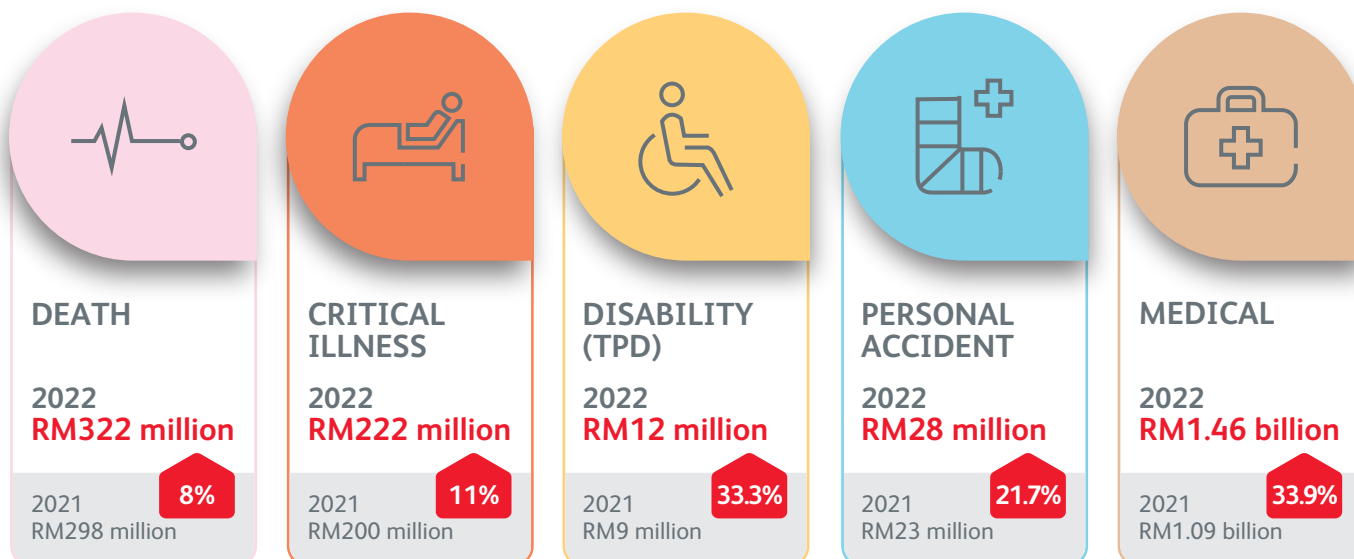 DEATH
2022
RM322 million
8%
2021
RM298 million
CRITICAL
ILLNESS
2022
RM222 million
11%
2021
RM200 million
DISABILITY
(TPD)
2022
RM12 million
33.3%
2021
RM9 million
PERSONAL
ACCIDENT
2022
RM28 million
21.7%
2021
RM23 million
MEDICAL
2022
RM1.46 billion
33.9%
2021
RM1.09 billion